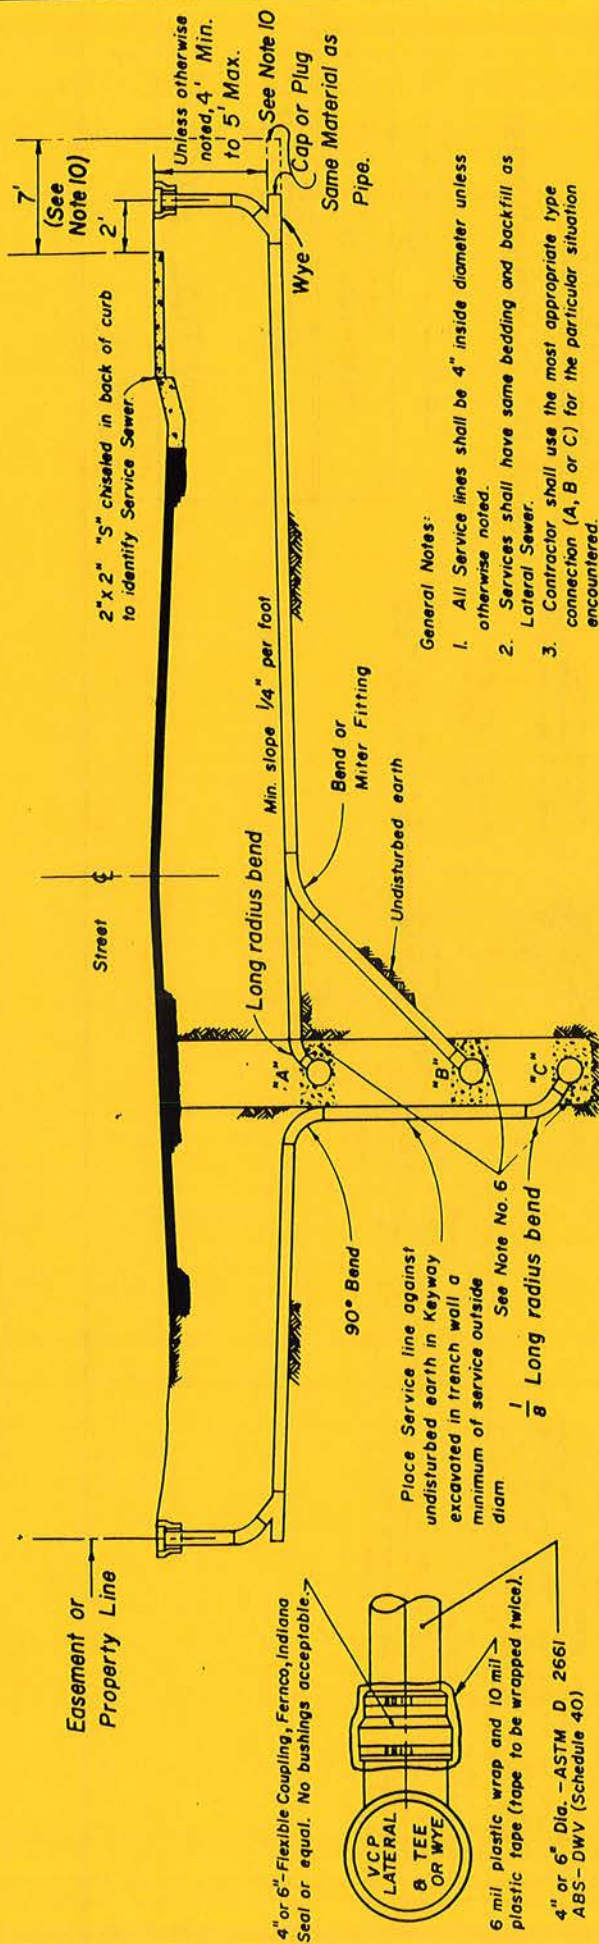 Easement or
Property Line
Street ℄
2"x 2" "S" chiseled in back of curb
to identify Service Sewer.
7'
(See
Note 10)
2'
Unless otherwise
noted, 4' Min.
to 5' Max.
See Note 10
Cap or Plug
Same Material as
Pipe.
Wye
Min. slope 1/4" per foot
Long radius bend
Bend or
Miter Fitting
Undisturbed earth
"A"
"B"
"C"
90° Bend
Place Service line against
undisturbed earth in Keyway
excavated in trench wall a
minimum of service outside
diam.
See Note No. 6
1/8 Long radius bend
4" or 6"-Flexible Coupling, Fernco, Indiana
Seal or equal. No bushings acceptable.
VCP
LATERAL
& TEE
OR WYE
6 mil plastic wrap and 10 mil
plastic tape (tape to be wrapped twice).
4" or 6" Dia. - ASTM D 2661
ABS - DWV (Schedule 40)
General Notes:
1. All Service lines shall be 4" inside diameter unless
otherwise noted.
2. Services shall have same bedding and backfill as
Lateral Sewer.
3. Contractor shall use the most appropriate type
connection (A, B or C) for the particular situation
encountered.